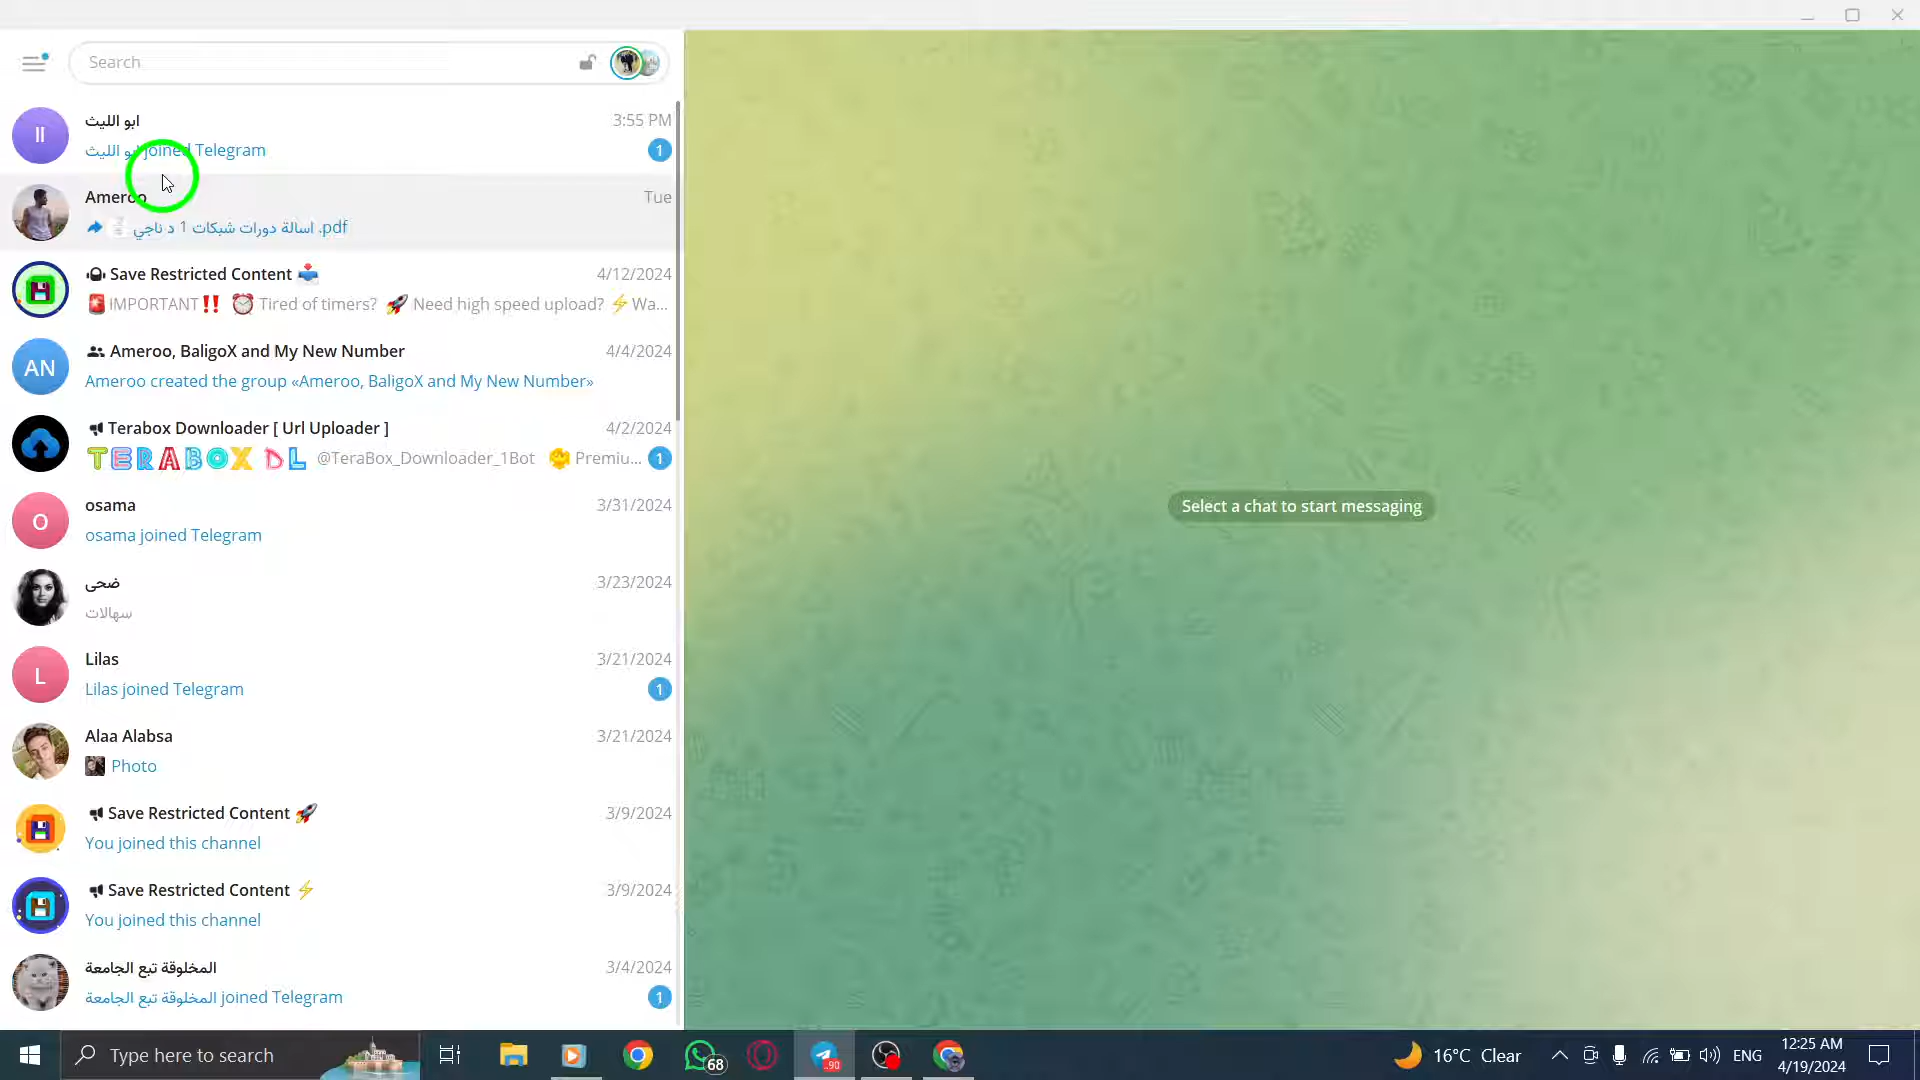 Search
ابو الليث
3:55 PM
ابو الليث joined Telegram
1
Ameroo
Tue
اسالة دورات شبكات 1 د ناجي .pdf
Save Restricted Content 📥
4/12/2024
🚨IMPORTANT‼️ ⏰ Tired of timers? 🚀 Need high speed upload? ⚡Wa...
AN
Ameroo, BaligoX and My New Number
4/4/2024
Ameroo created the group «Ameroo, BaligoX and My New Number»
Terabox Downloader [ Url Uploader ]
4/2/2024
TERABOX DL @TeraBox_Downloader_1Bot Premiu...
1
O
osama
3/31/2024
osama joined Telegram
ضحى
3/23/2024
سهالات
L
Lilas
3/21/2024
Lilas joined Telegram
1
Alaa Alabsa
3/21/2024
Photo
Save Restricted Content 🚀
3/9/2024
You joined this channel
Save Restricted Content ⚡
3/9/2024
You joined this channel
المخلوقة تبع الجامعة
3/4/2024
المخلوقة تبع الجامعة joined Telegram
1
Select a chat to start messaging
Type here to search
68
..90
16°C Clear
ENG
12:25 AM
4/19/2024